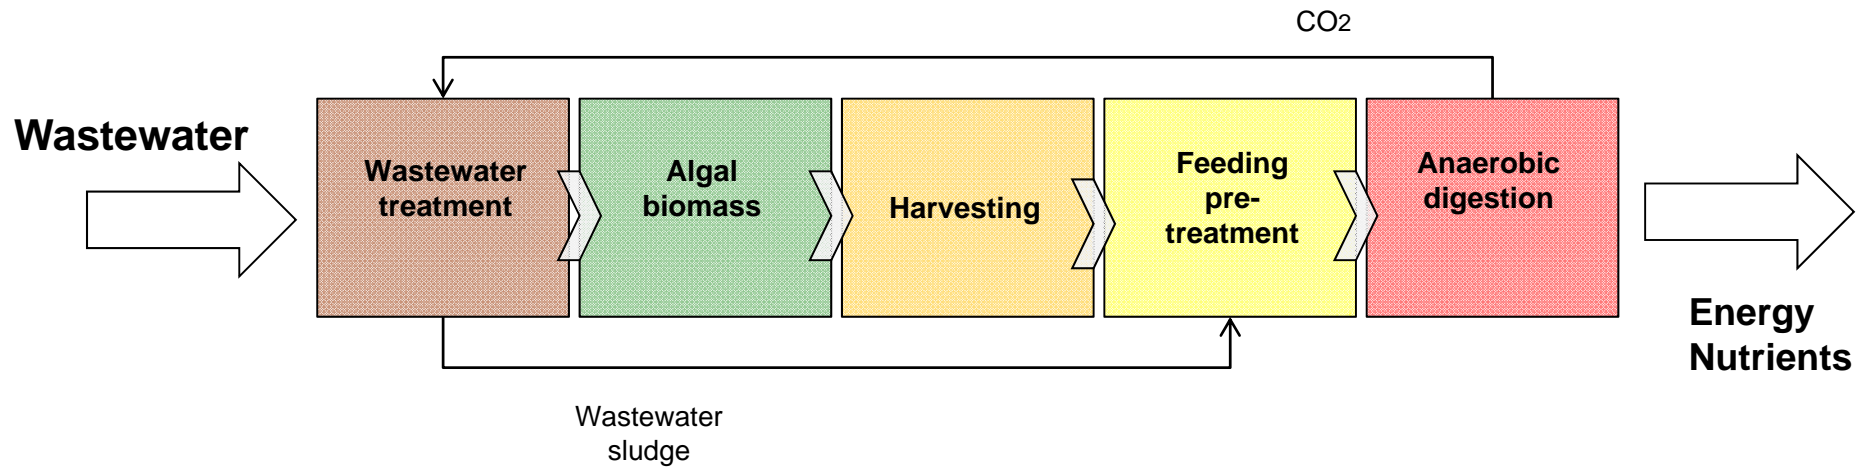 CO2
Wastewater
Wastewater
treatment
Algal
biomass
Harvesting
Feeding
pre-
treatment
Anaerobic
digestion
Energy
Nutrients
Wastewater
sludge